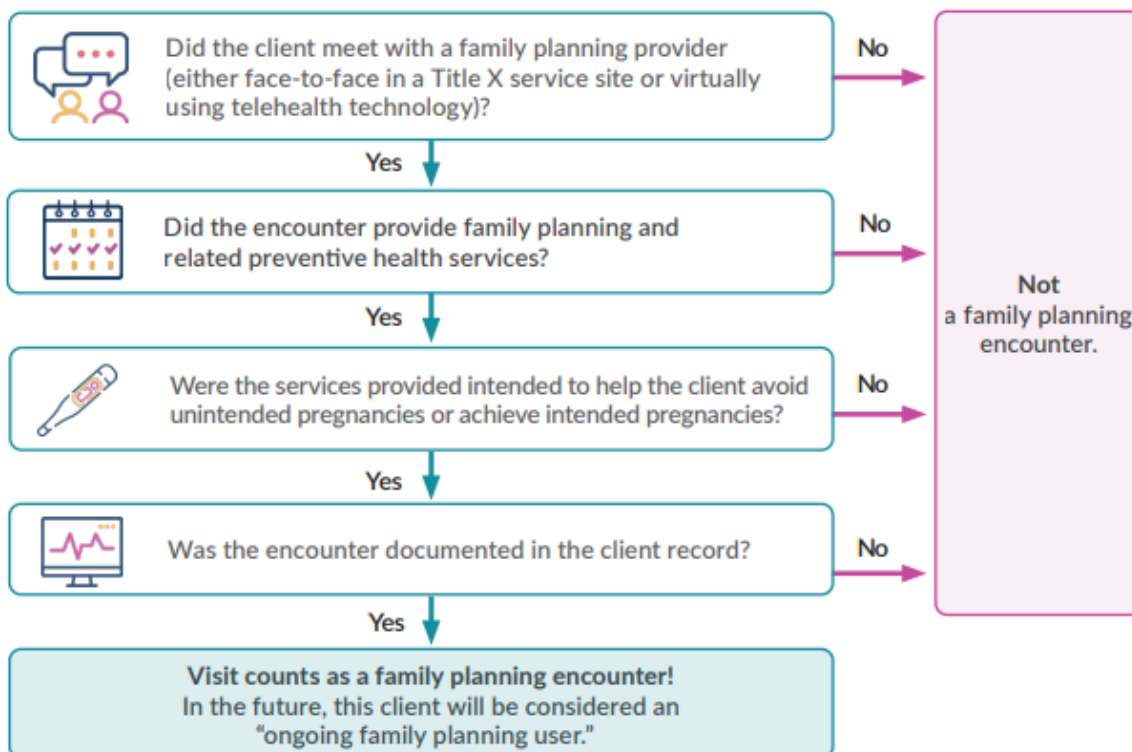 Did the client meet with a family planning provider
(either face-to-face in a Title X service site or virtually
using telehealth technology)?
No
Yes
Did the encounter provide family planning and
related preventive health services?
No
Yes
Were the services provided intended to help the client avoid
unintended pregnancies or achieve intended pregnancies?
No
Yes
Was the encounter documented in the client record?
No
Yes
Visit counts as a family planning encounter!
In the future, this client will be considered an
“ongoing family planning user.”
Not
a family planning
encounter.